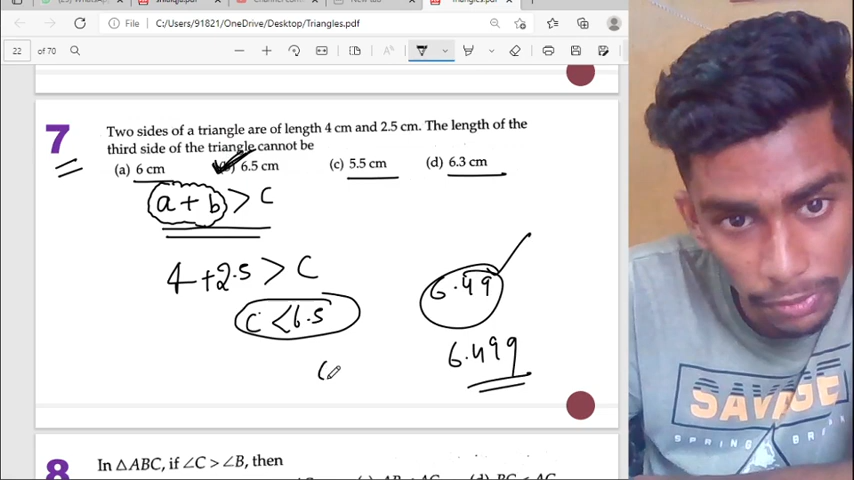 C:/Users/91821/OneDrive/Desktop/Triangles.pdf
File
22 of 70
7
Two sides of a triangle are of length 4 cm and 2.5 cm. The length of the
third side of the triangle cannot be
(a) 6 cm 6.5 cm (c) 5.5 cm (d) 6.3 cm
a + b > c
4 + 2.5 > c
c < 6.5
6.49
6.499
8
In △ABC, if ∠C > ∠B, then
SAVAGE
SPRING BREAK